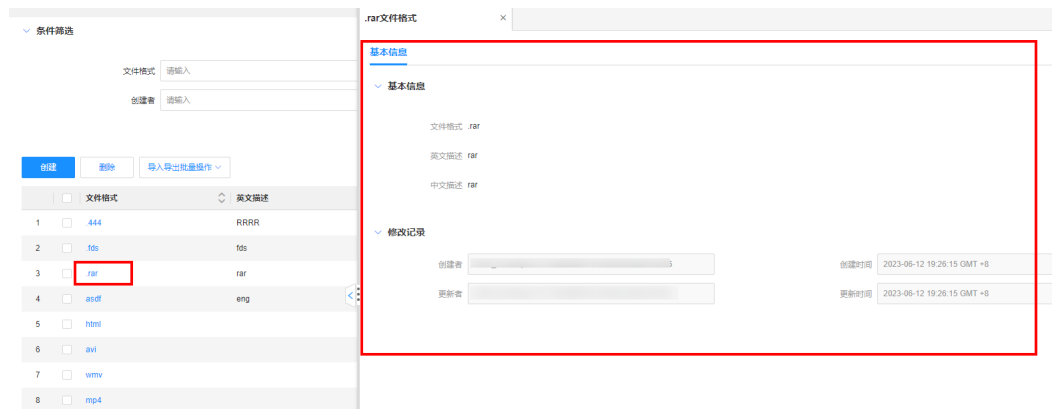 条件筛选
文件格式 请输入
创建者 请输入
创建 删除 导入导出批量操作
文件格式 英文描述
1 .444 RRRR
2 .fds fds
3 .rar rar
4 asdf eng
5 html
6 avi
7 wmv
8 mp4
.rar文件格式 ×
基本信息
基本信息
文件格式 .rar
英文描述 rar
中文描述 rar
修改记录
创建者 创建时间 2023-06-12 19:26:15 GMT +8
更新者 更新时间 2023-06-12 19:26:15 GMT +8